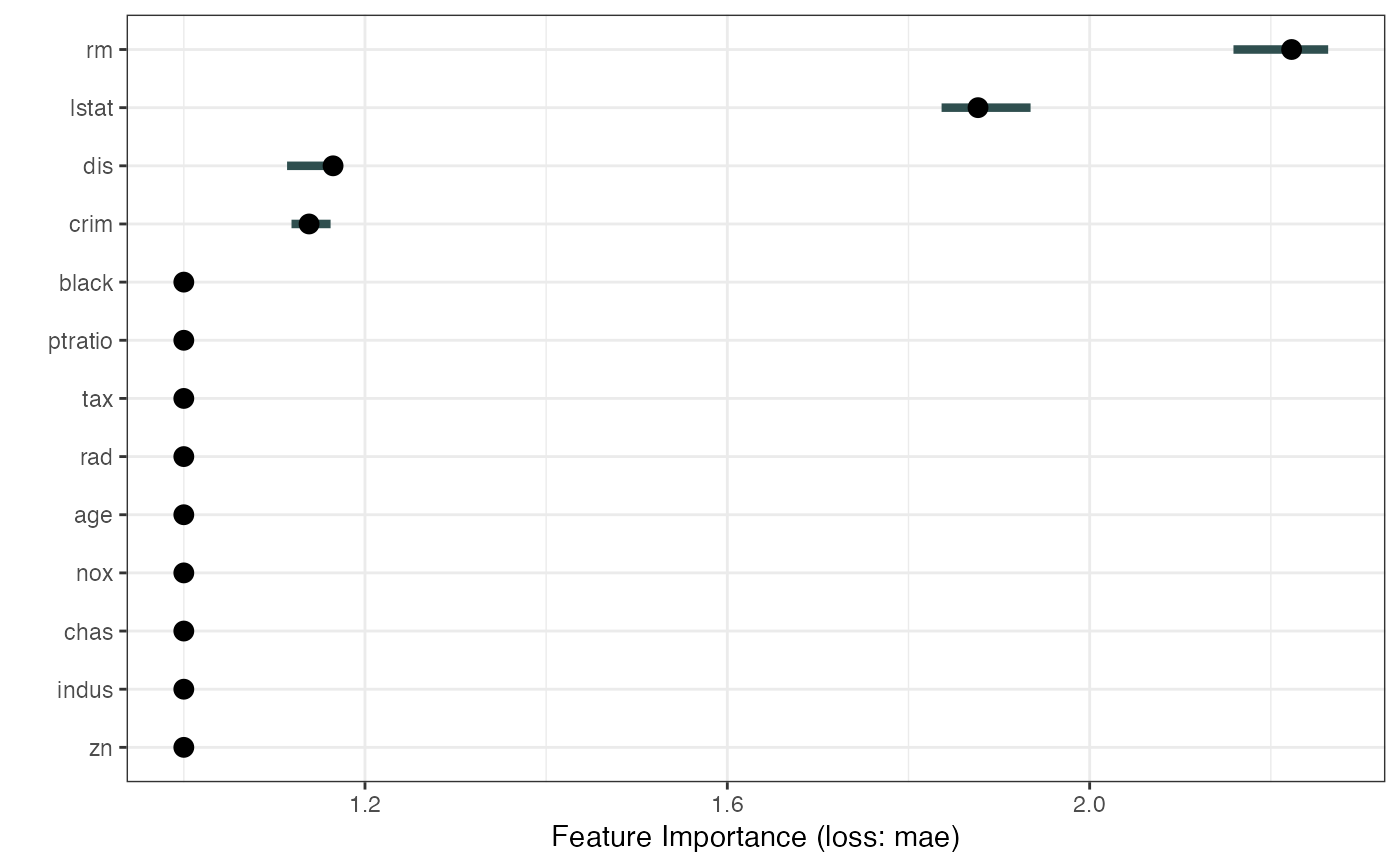 rm
lstat
dis
crim
black
ptratio
tax
rad
age
nox
chas
indus
zn
1.2 1.6 2.0
Feature Importance (loss: mae)